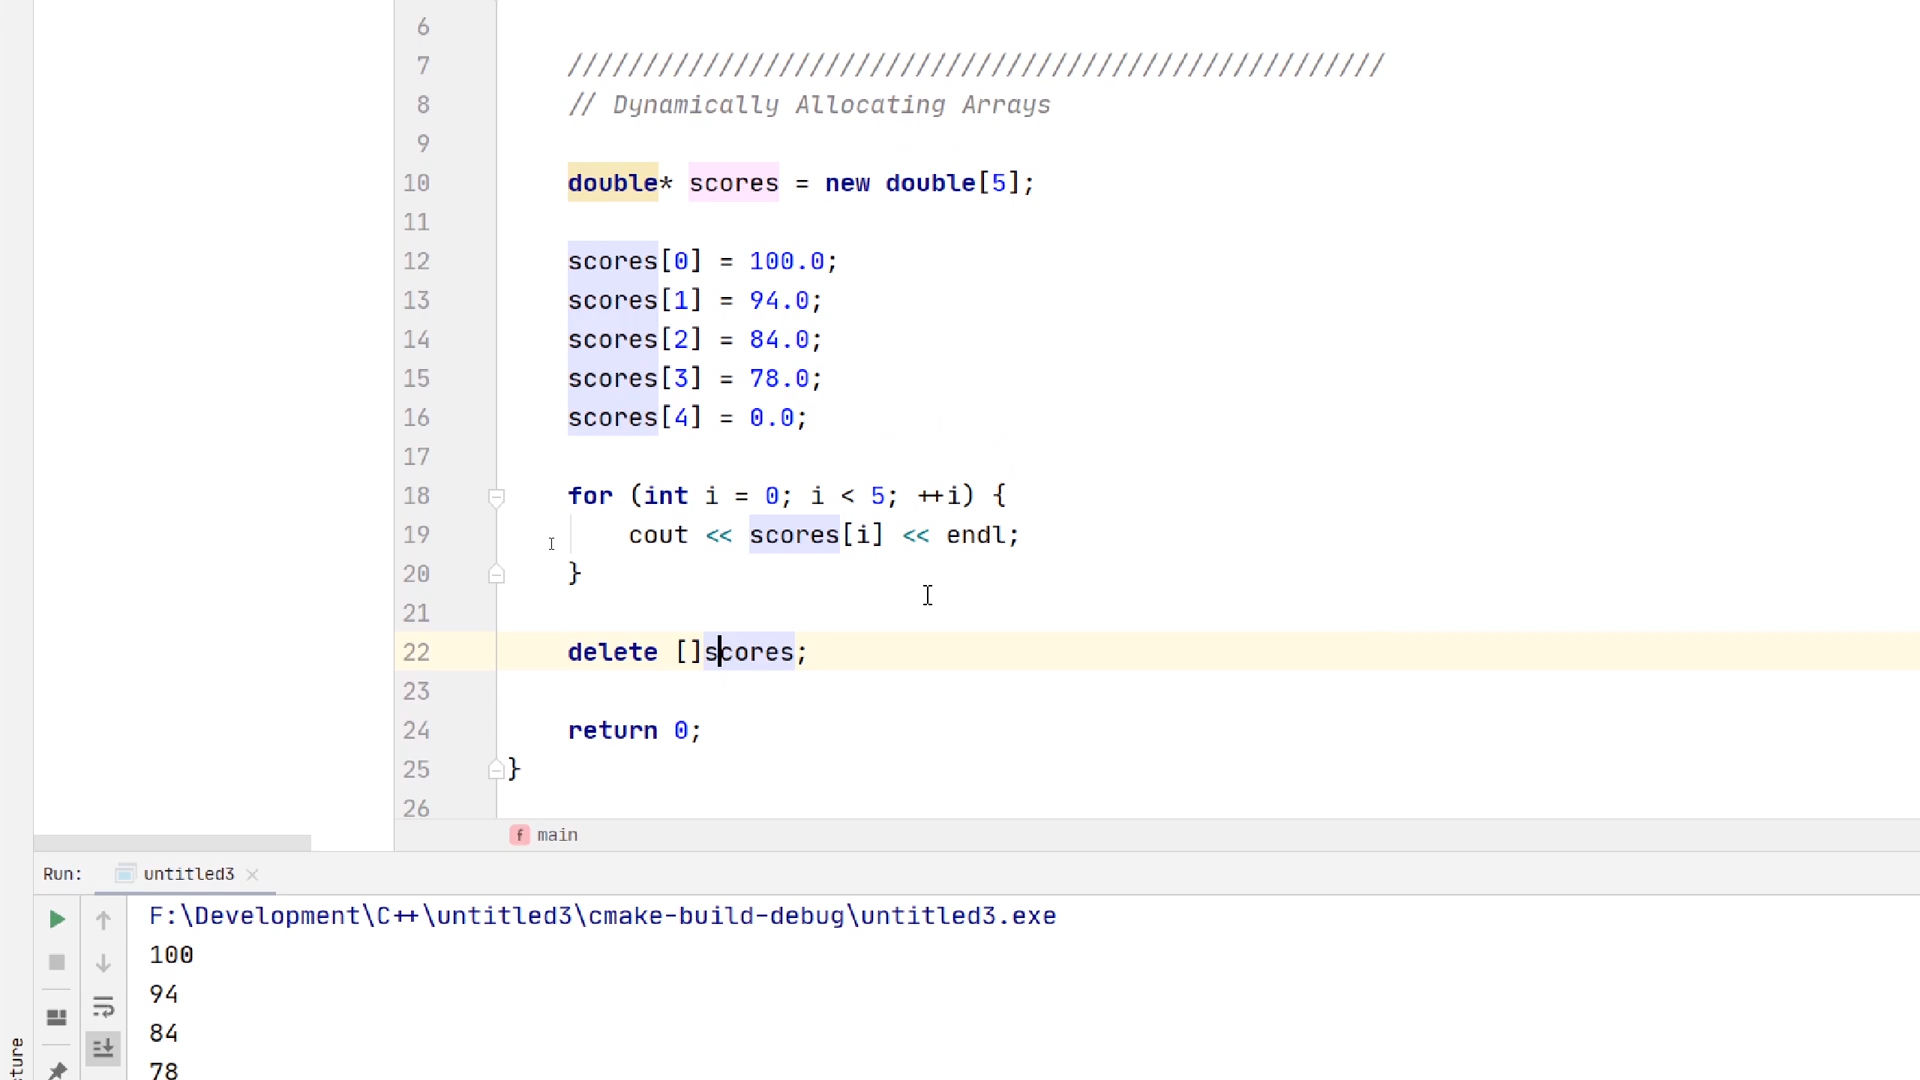 6
7 //////////////////////////////////////////////////////
8 // Dynamically Allocating Arrays
9
10 double* scores = new double[5];
11
12 scores[0] = 100.0;
13 scores[1] = 94.0;
14 scores[2] = 84.0;
15 scores[3] = 78.0;
16 scores[4] = 0.0;
17
18 for (int i = 0; i < 5; ++i) {
19 cout << scores[i] << endl;
20 }
21
22 delete []scores;
23
24 return 0;
25 }
26
f main
Run: untitled3
F:\Development\C++\untitled3\cmake-build-debug\untitled3.exe
100
94
84
78